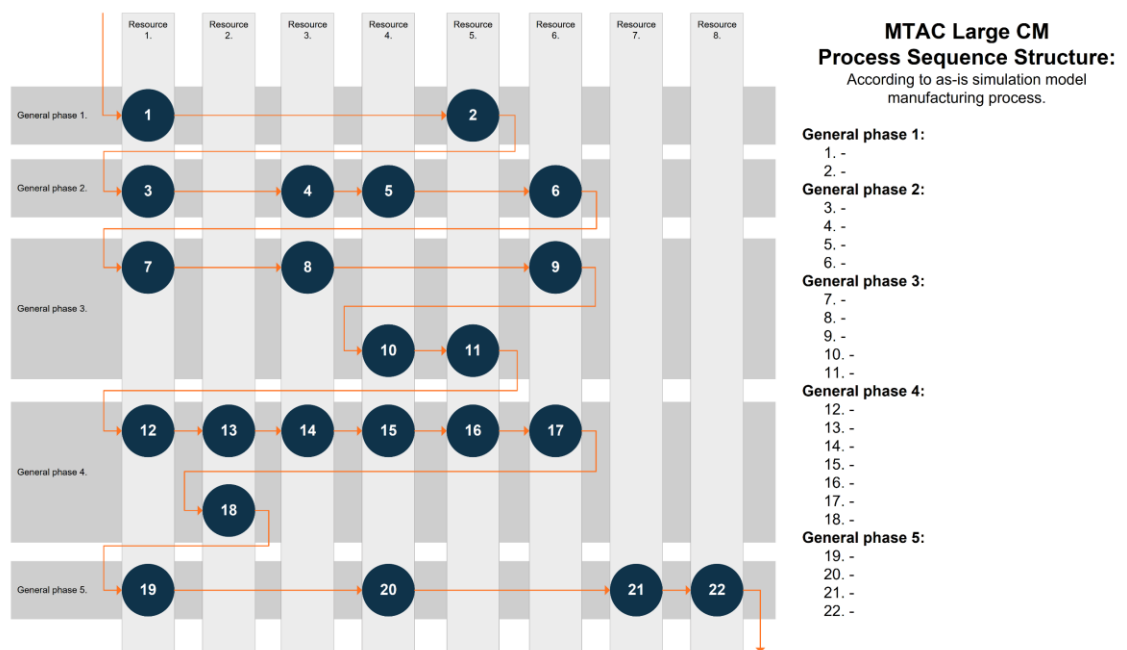 Resource
1.
Resource
2.
Resource
3.
Resource
4.
Resource
5.
Resource
6.
Resource
7.
Resource
8.
General phase 1.
1
2
General phase 2.
3
4
5
6
General phase 3.
7
8
9
10
11
General phase 4.
12
13
14
15
16
17
18
General phase 5.
19
20
21
22
MTAC Large CM
Process Sequence Structure:
According to as-is simulation model
manufacturing process.
General phase 1:
1. -
2. -
General phase 2:
3. -
4. -
5. -
6. -
General phase 3:
7. -
8. -
9. -
10. -
11. -
General phase 4:
12. -
13. -
14. -
15. -
16. -
17. -
18. -
General phase 5:
19. -
20. -
21. -
22. -